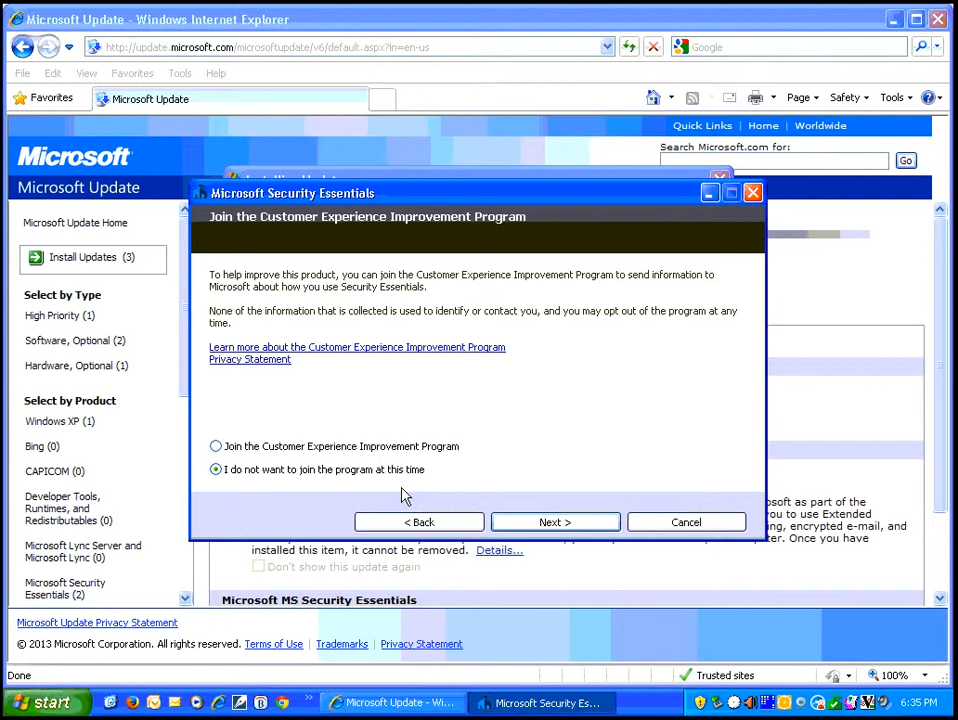 Microsoft Update - Windows Internet Explorer
http://update.microsoft.com/microsoftupdate/v6/default.aspx?ln=en-us
Google
File Edit View Favorites Tools Help
Favorites
Microsoft Update
Page Safety Tools
Quick Links | Home | Worldwide
Microsoft
Search Microsoft.com for:
Go
Microsoft Update
Microsoft Update Home
Install Updates (3)
Select by Type
High Priority (1)
Software, Optional (2)
Hardware, Optional (1)
Select by Product
Windows XP (1)
Bing (0)
CAPICOM (0)
Developer Tools,
Runtimes, and
Redistributables (0)
Microsoft Lync Server and
Microsoft Lync (0)
Microsoft Security
Essentials (2)
Microsoft Security Essentials
Join the Customer Experience Improvement Program
To help improve this product, you can join the Customer Experience Improvement Program to send information to
Microsoft about how you use Security Essentials.
None of the information that is collected is used to identify or contact you, and you may opt out of the program at any
time.
Learn more about the Customer Experience Improvement Program
Privacy Statement
Join the Customer Experience Improvement Program
I do not want to join the program at this time
< Back
Next >
Cancel
soft as part of the
you to use Extended
ing, encrypted e-mail, and
puter. Once you have
installed this item, it cannot be removed. Details...
Don't show this update again
Microsoft MS Security Essentials
Microsoft Update Privacy Statement
© 2013 Microsoft Corporation. All rights reserved. Terms of Use | Trademarks | Privacy Statement
Done
Trusted sites
100%
start
Microsoft Update - Wi...
Microsoft Security Es...
6:35 PM